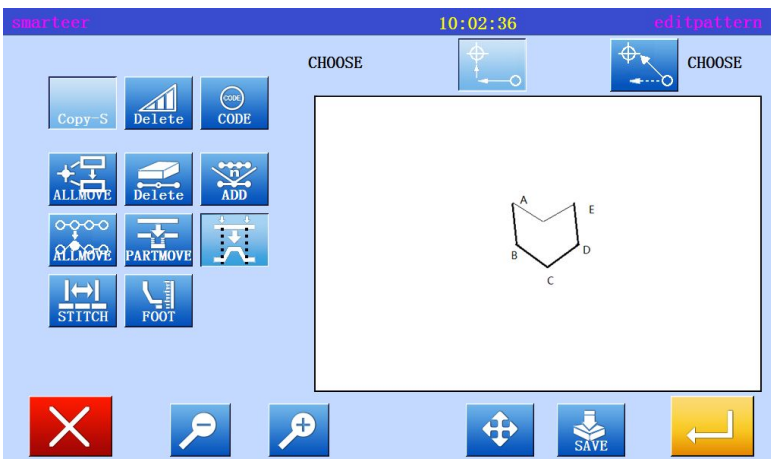 smarteer 10:02:36 editpattern
CHOOSE CHOOSE
Copy-S Delete CODE CODE
ALLMOVE Delete n ADD
ALLMOVE PARTMOVE
STITCH FOOT
A
E
B D
C
SAVE